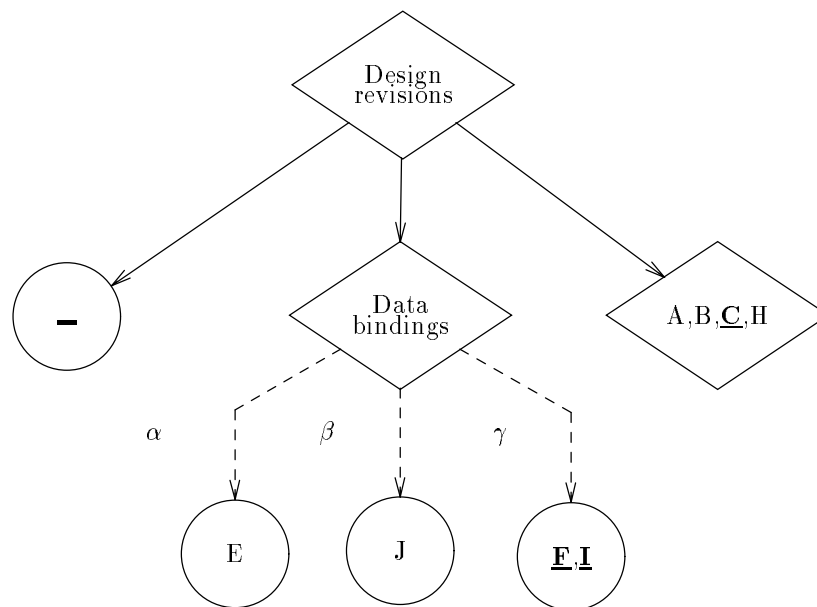 Design
revisions
–
Data
bindings
A,B,C,H
α
β
γ
E
J
F,I